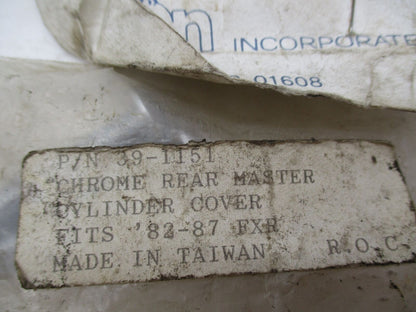 INCORPORATE
01608
P/N 39-1151
CHROME REAR MASTER
CYLINDER COVER
FITS '82-87 FXR
MADE IN TAIWAN R.O.C.